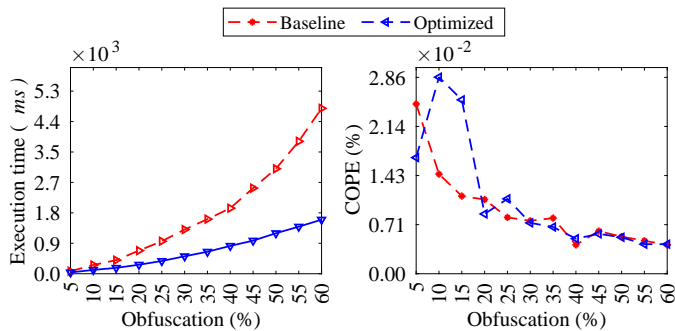 Baseline Optimized
×10^3
Execution time ( ms)
5.3
4.4
3.5
2.7
1.8
0.9
0.0
5 10 15 20 25 30 35 40 45 50 55 60
Obfuscation (%)
×10^-2
COPE (%)
2.86
2.14
1.43
0.71
0.00
5 10 15 20 25 30 35 40 45 50 55 60
Obfuscation (%)